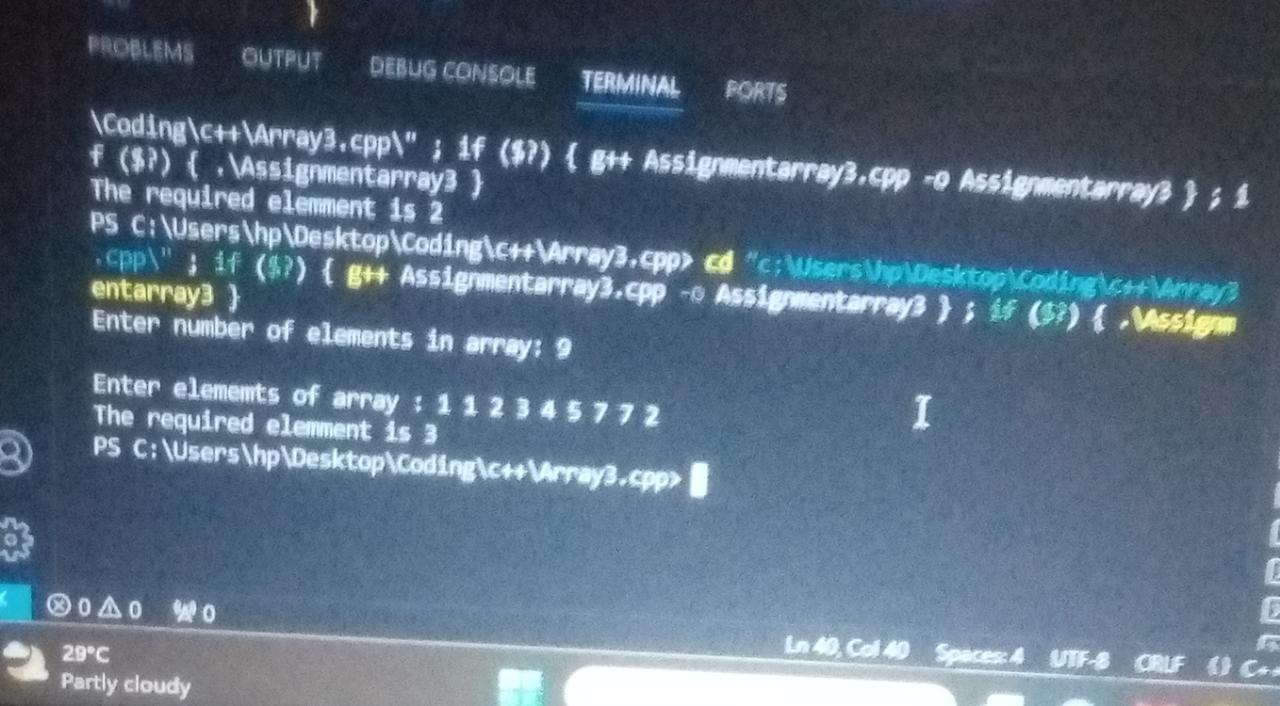 }
PROBLEMS OUTPUT DEBUG CONSOLE TERMINAL PORTS
\Coding\c++\Array3.cpp\" ; if ($?) { g++ Assignmentarray3.cpp -o Assignmentarray3 } ; i
f ($?) { .\Assignmentarray3 }
The required elemment is 2
PS C:\Users\hp\Desktop\Coding\c++\Array3.cpp> cd "c:\Users\hp\Desktop\Coding\c++\Array3
.cpp\" ; if ($?) { g++ Assignmentarray3.cpp -o Assignmentarray3 } ; if ($?) { .\Assignm
entarray3 }
Enter number of elements in array: 9
Enter elememts of array : 1 1 2 3 4 5 7 7 2
The required elemment is 3
PS C:\Users\hp\Desktop\Coding\c++\Array3.cpp>
0 0 0
Ln 40, Col 40 Spaces: 4 UTF-8 CRLF {} C++
29°C
Partly cloudy